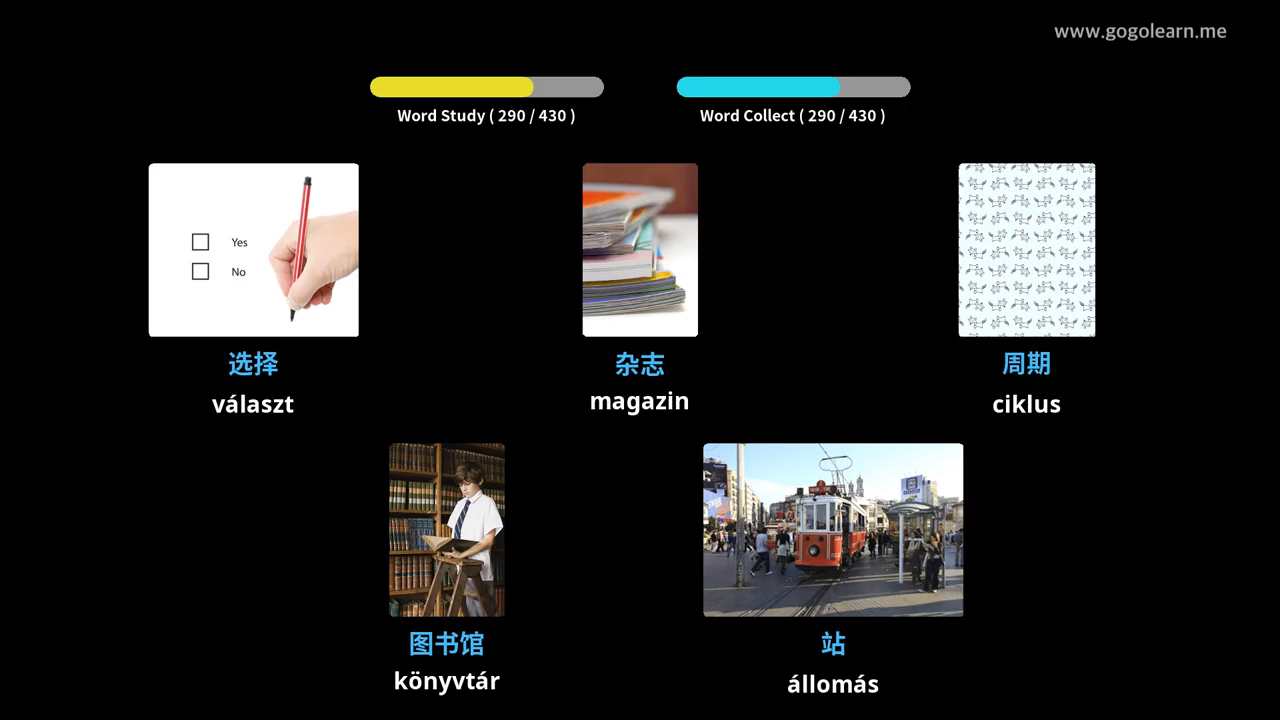 www.gogolearn.me
Word Study ( 290 / 430 )
Word Collect ( 290 / 430 )
Yes
No
选择
választ
杂志
magazin
周期
ciklus
图书馆
könyvtár
站
állomás